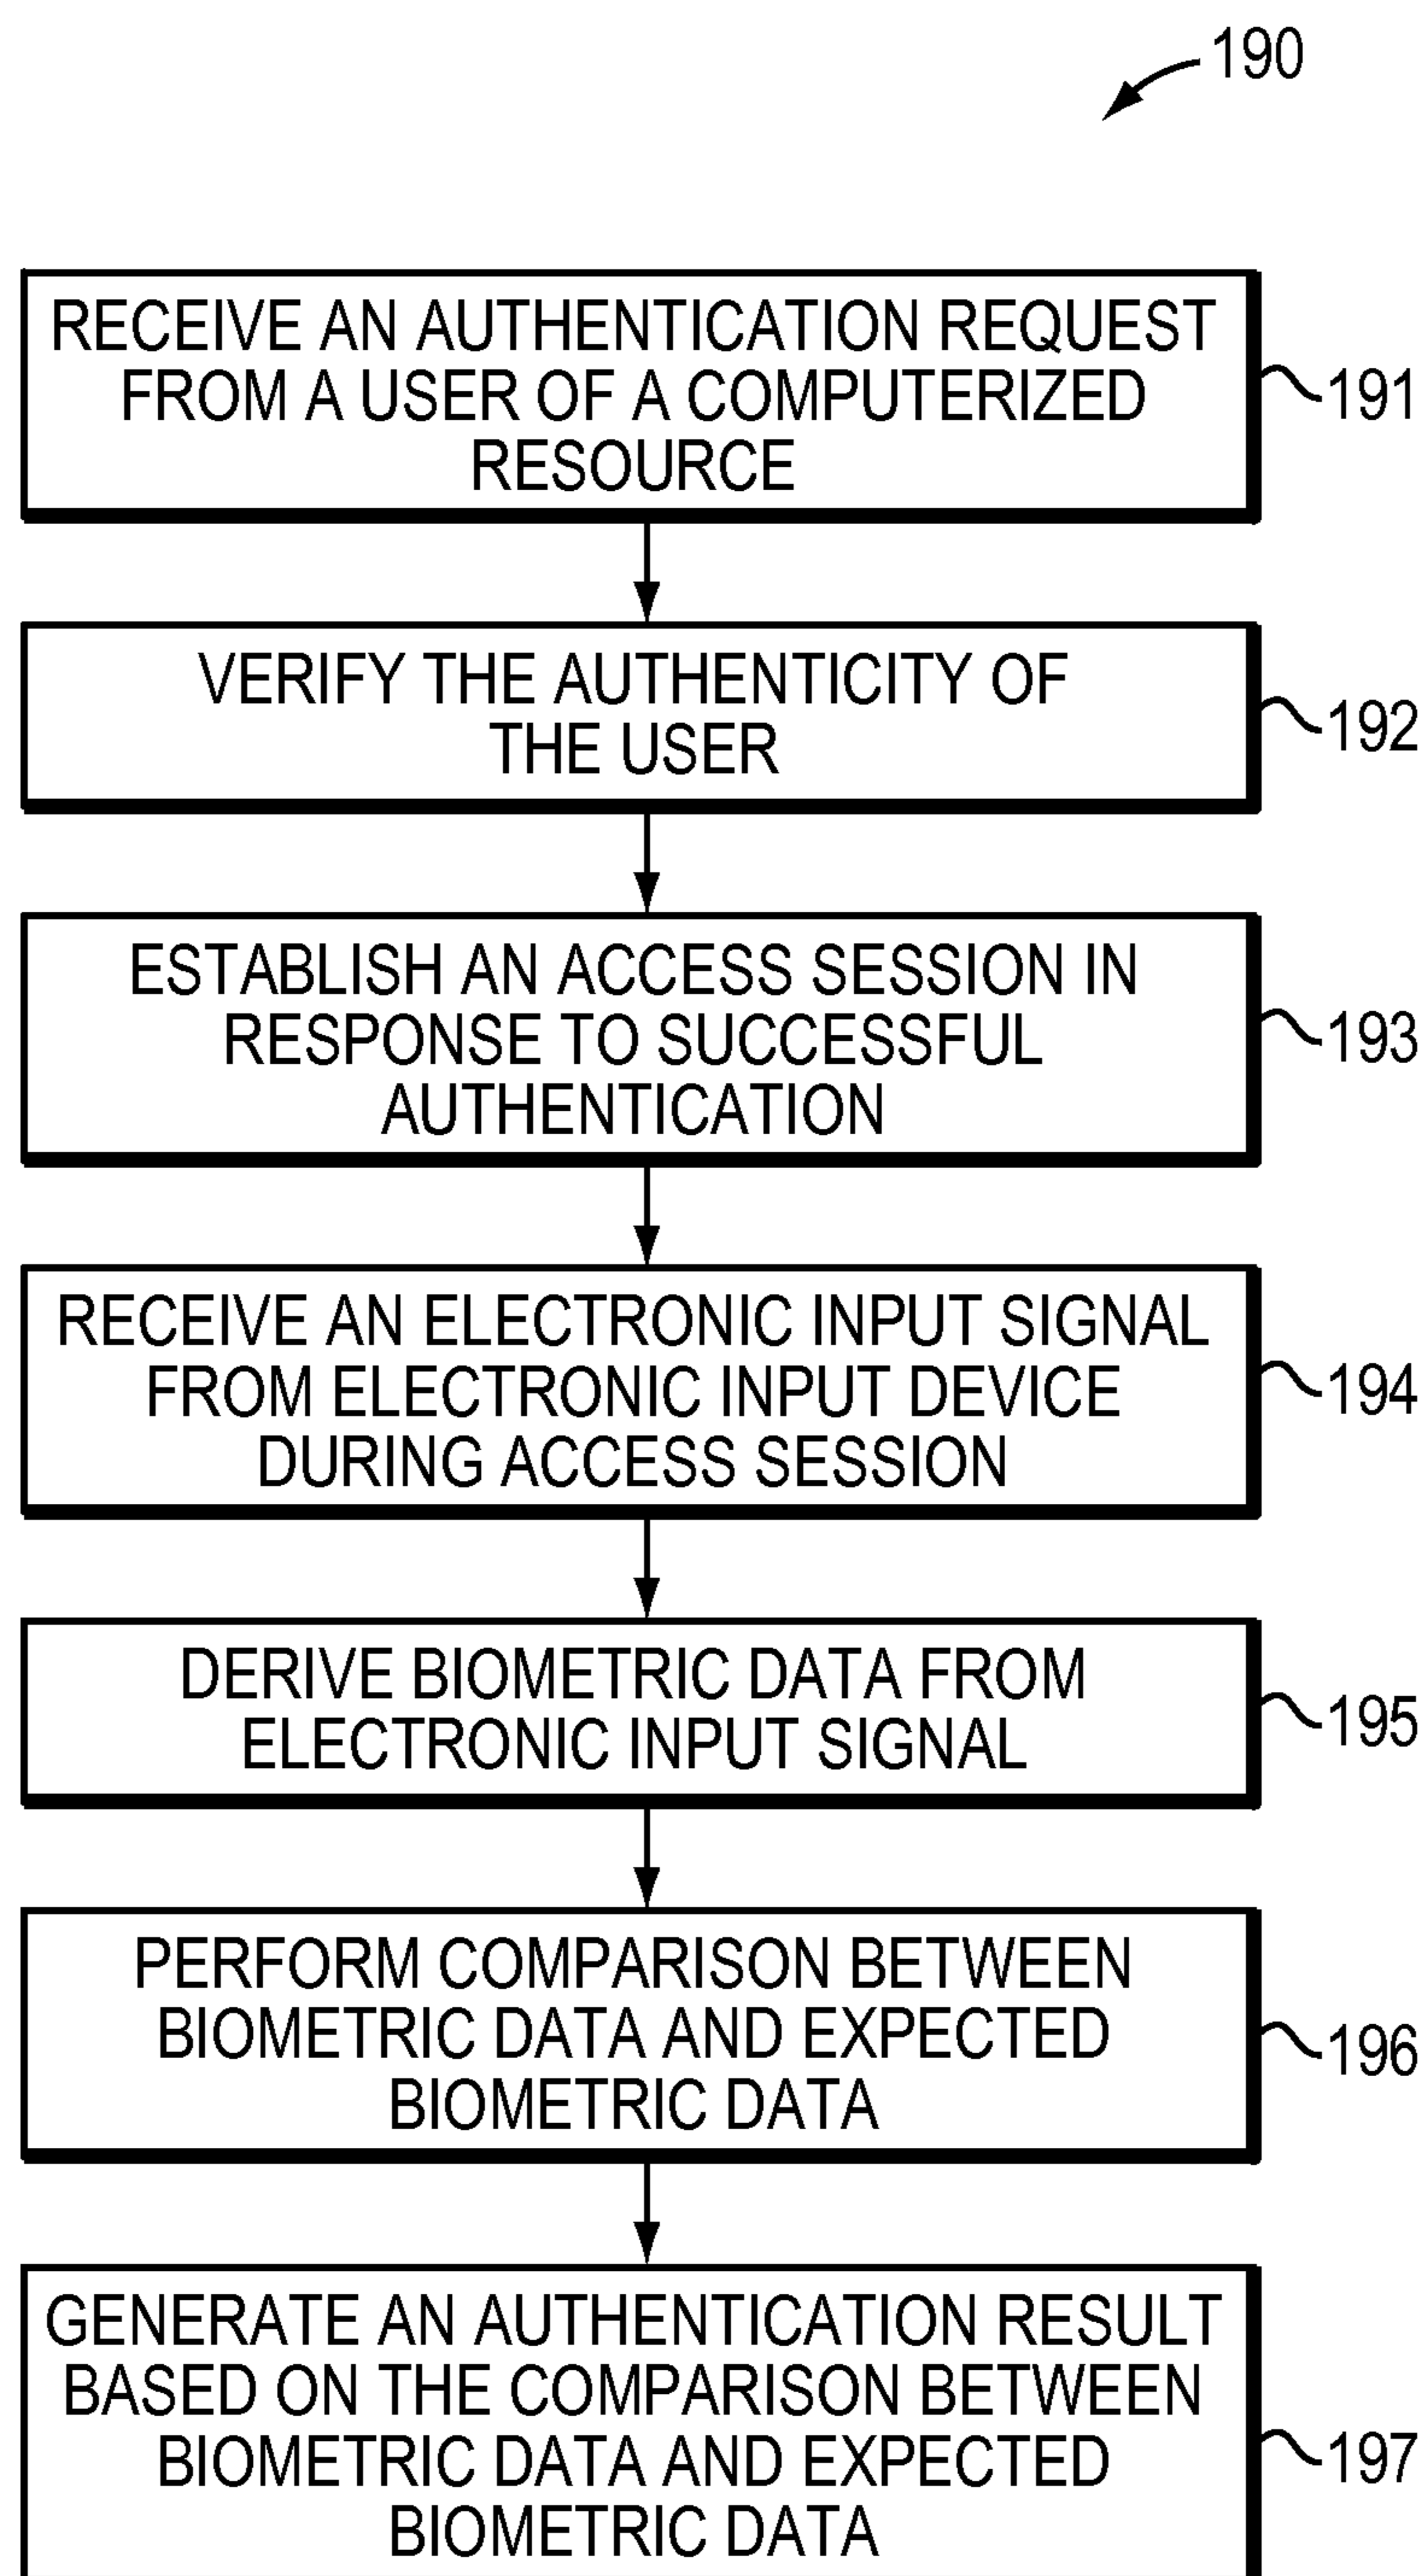 190
RECEIVE AN AUTHENTICATION REQUEST
FROM A USER OF A COMPUTERIZED
RESOURCE
191
VERIFY THE AUTHENTICITY OF
THE USER
192
ESTABLISH AN ACCESS SESSION IN
RESPONSE TO SUCCESSFUL
AUTHENTICATION
193
RECEIVE AN ELECTRONIC INPUT SIGNAL
FROM ELECTRONIC INPUT DEVICE
DURING ACCESS SESSION
194
DERIVE BIOMETRIC DATA FROM
ELECTRONIC INPUT SIGNAL
195
PERFORM COMPARISON BETWEEN
BIOMETRIC DATA AND EXPECTED
BIOMETRIC DATA
196
GENERATE AN AUTHENTICATION RESULT
BASED ON THE COMPARISON BETWEEN
BIOMETRIC DATA AND EXPECTED
BIOMETRIC DATA
197